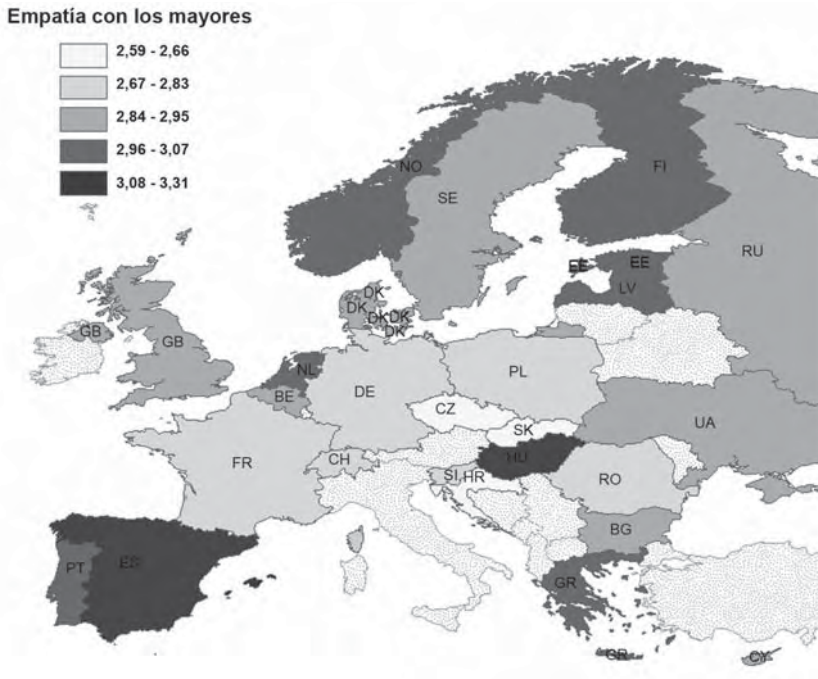 Empatía con los mayores
2,59 - 2,66
2,67 - 2,83
2,84 - 2,95
2,96 - 3,07
3,08 - 3,31
NO
FI
SE
RU
EE
EE
LV
DK
DK
DK
DK
DK
GB
GB
NL
BE
DE
PL
CZ
SK
UA
FR
CH
HU
SI
HR
RO
BG
PT
ES
GR
GR
CY